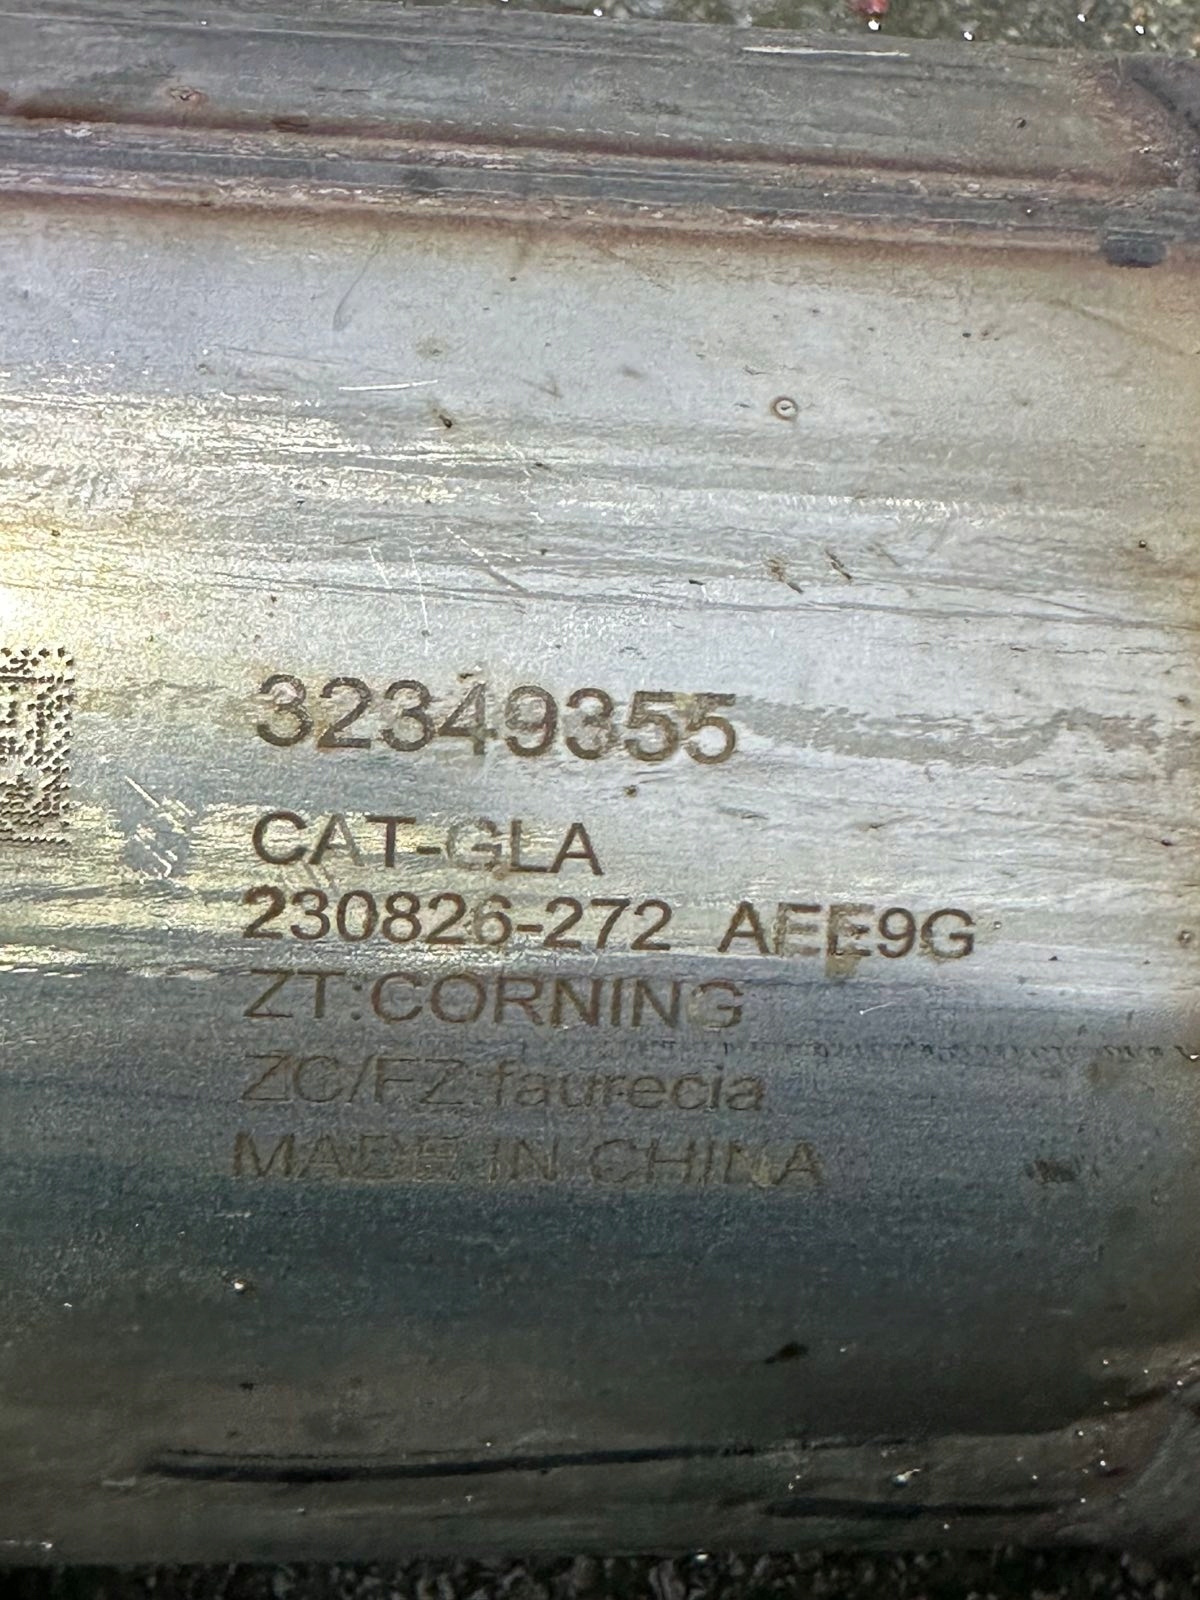 32349355
CAT-GLA
230826-272 AEE9G
ZT:CORNING
ZC/FZ:faurecia
MADE IN CHINA